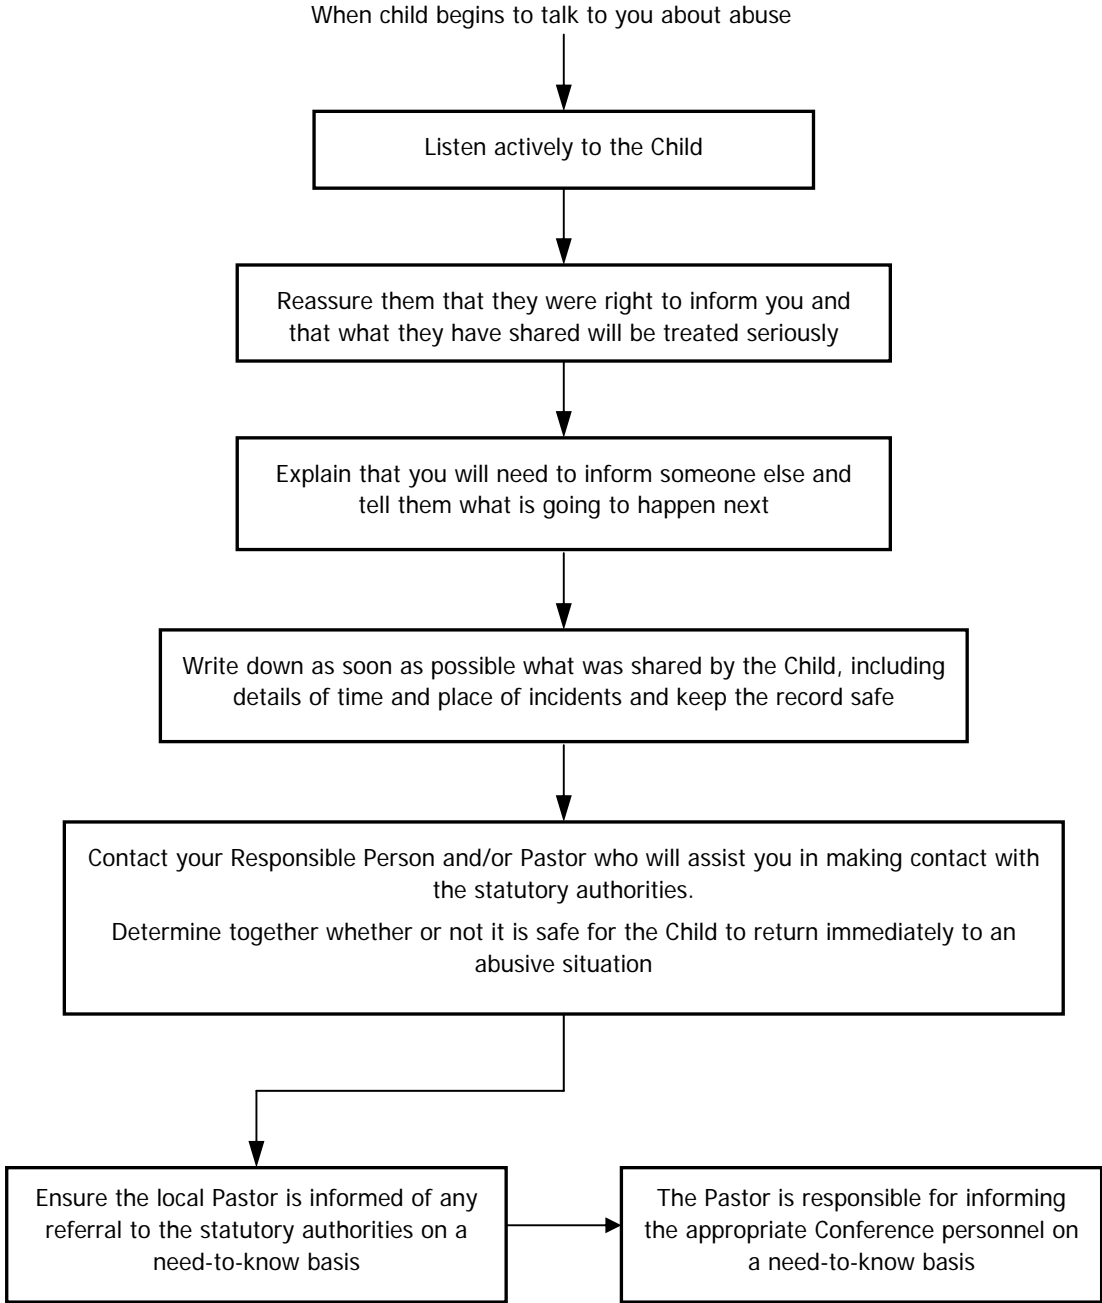 When child begins to talk to you about abuse
Listen actively to the Child
Reassure them that they were right to inform you and
that what they have shared will be treated seriously
Explain that you will need to inform someone else and
tell them what is going to happen next
Write down as soon as possible what was shared by the Child, including
details of time and place of incidents and keep the record safe
Contact your Responsible Person and/or Pastor who will assist you in making contact with
the statutory authorities.
Determine together whether or not it is safe for the Child to return immediately to an
abusive situation
Ensure the local Pastor is informed of any
referral to the statutory authorities on a
need-to-know basis
The Pastor is responsible for informing
the appropriate Conference personnel on
a need-to-know basis